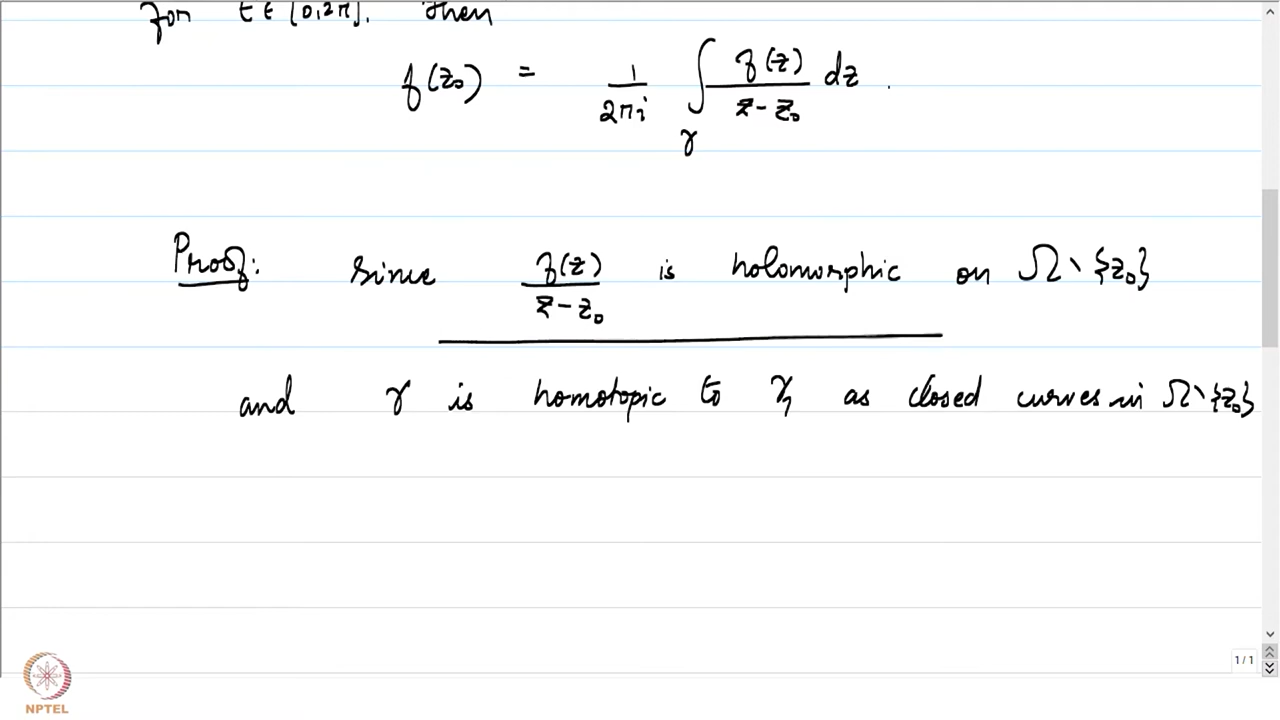 for t ∈ [0, 2π]. Then
f(z₀) = 1/2πi ∫_γ f(z)/(z - z₀) dz .
Proof: Since f(z)/(z - z₀) is holomorphic on Ω \ {z₀}
and γ is homotopic to γ₁ as closed curves in Ω \ {z₀}
1 / 1
NPTEL